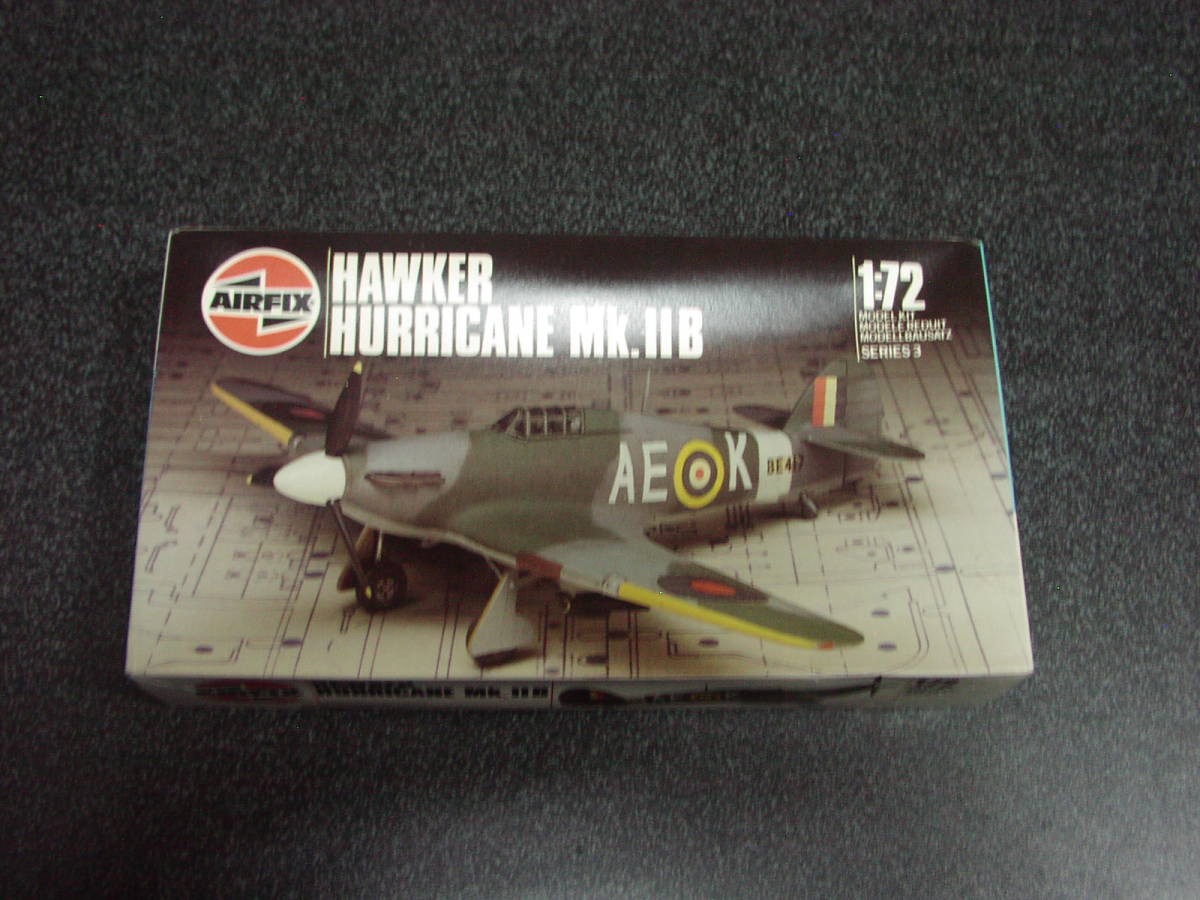 AIRFIX
HAWKER
HURRICANE Mk.IIB
1:72
MODEL KIT
MODELE REDUIT
MODELLBAUSATZ
SERIES 3
AE K
BE417
HURRICANE MK.IIB